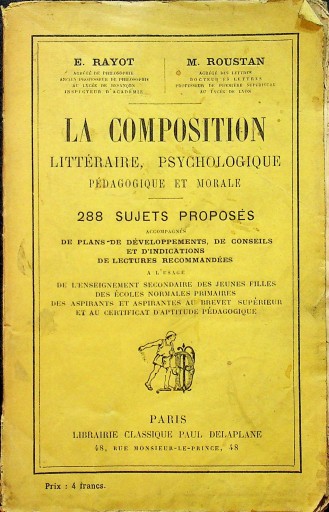 E. RAYOT
AGRÉGÉ DE PHILOSOPHIE
ANCIEN PROFESSEUR DE PHILOSOPHIE
AU LYCÉE DE BESANÇON
INSPECTEUR D'ACADÉMIE
M. ROUSTAN
AGRÉGÉ DES LETTRES
DOCTEUR ÈS LETTRES
PROFESSEUR DE PREMIÈRE SUPÉRIEURE
AU LYCÉE DE LYON
LA COMPOSITION
LITTÉRAIRE, PSYCHOLOGIQUE
PÉDAGOGIQUE ET MORALE
288 SUJETS PROPOSÉS
ACCOMPAGNÉS
DE PLANS DE DÉVELOPPEMENTS, DE CONSEILS
ET D'INDICATIONS
DE LECTURES RECOMMANDÉES
A L'USAGE
DE L'ENSEIGNEMENT SECONDAIRE DES JEUNES FILLES
DES ÉCOLES NORMALES PRIMAIRES
DES ASPIRANTS ET ASPIRANTES AU BREVET SUPÉRIEUR
ET AU CERTIFICAT D'APTITUDE PÉDAGOGIQUE
PARIS
LIBRAIRIE CLASSIQUE PAUL DELAPLANE
48, RUE MONSIEUR-LE-PRINCE, 48
Prix : 4 francs.